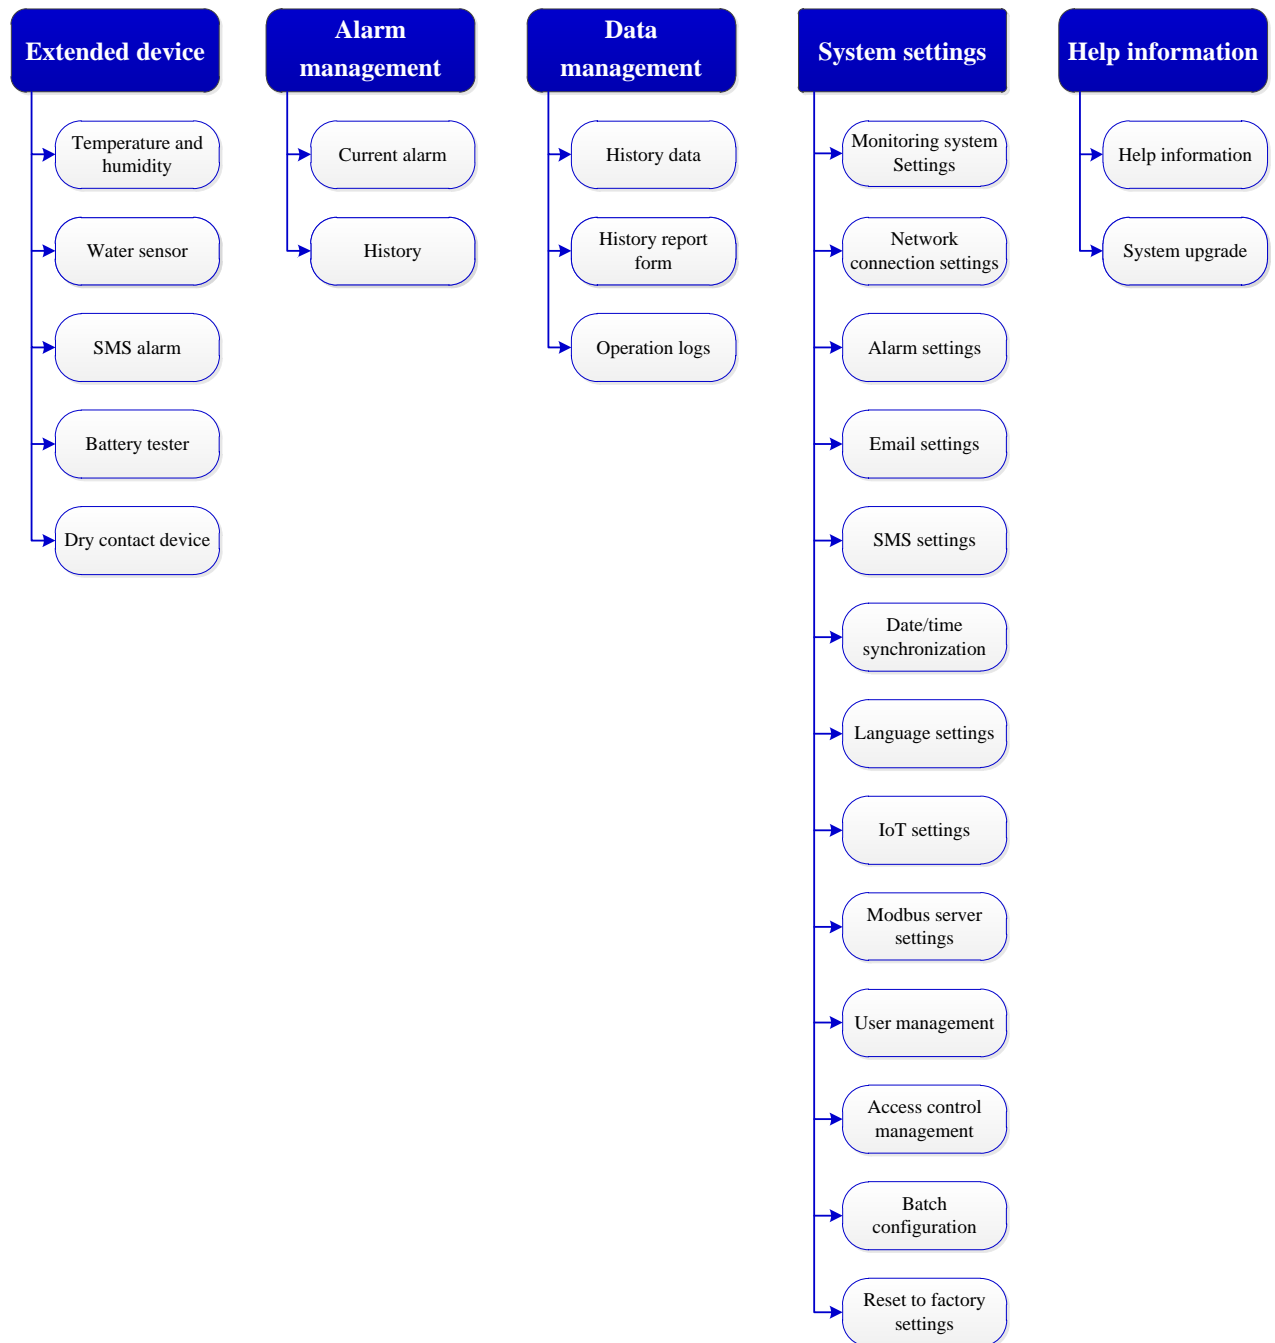 Extended device
Temperature and
humidity
Water sensor
SMS alarm
Battery tester
Dry contact device
Alarm
management
Current alarm
History
Data
management
History data
History report
form
Operation logs
System settings
Monitoring system
Settings
Network
connection settings
Alarm settings
Email settings
SMS settings
Date/time
synchronization
Language settings
IoT settings
Modbus server
settings
User management
Access control
management
Batch
configuration
Reset to factory
settings
Help information
Help information
System upgrade